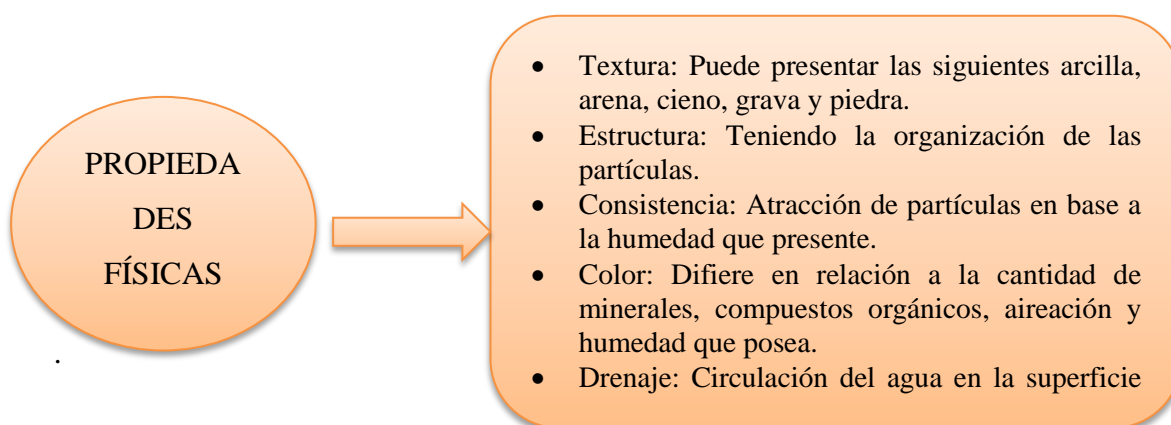 PROPIEDA
DES
FÍSICAS
.
• Textura: Puede presentar las siguientes arcilla,
arena, cieno, grava y piedra.
• Estructura: Teniendo la organización de las
partículas.
• Consistencia: Atracción de partículas en base a
la humedad que presente.
• Color: Difiere en relación a la cantidad de
minerales, compuestos orgánicos, aireación y
humedad que posea.
• Drenaje: Circulación del agua en la superficie